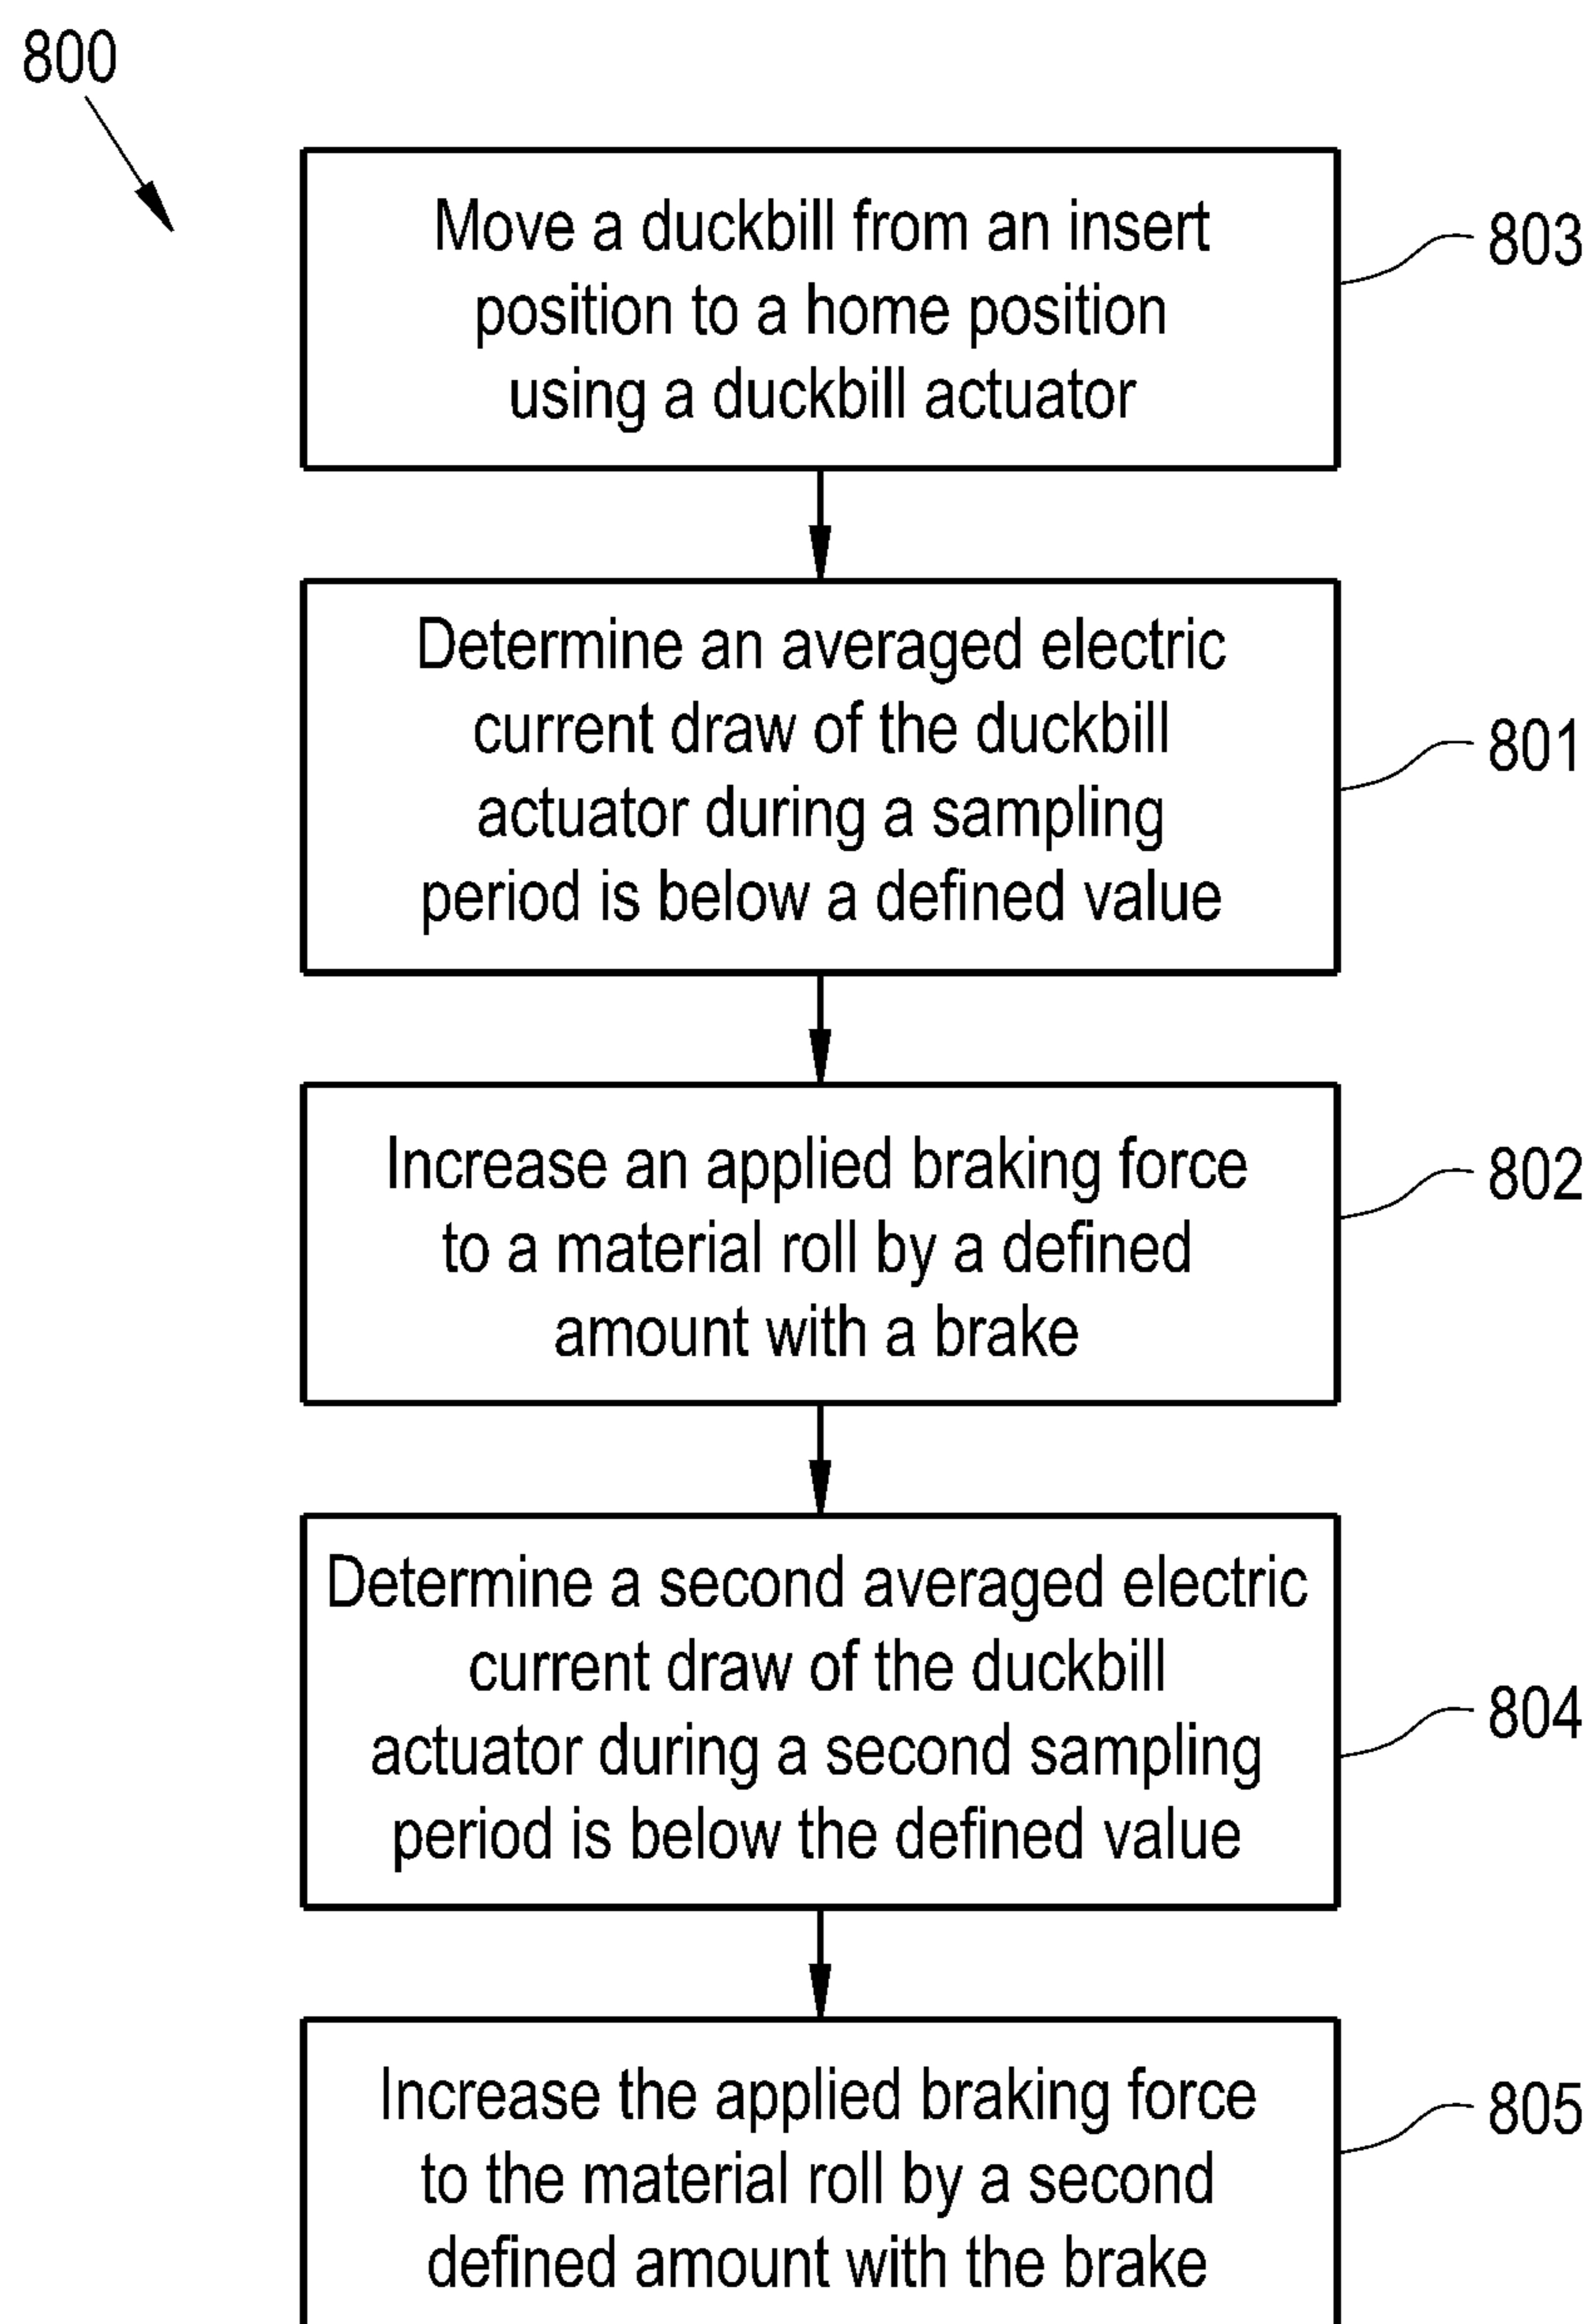 800
Move a duckbill from an insert
position to a home position
using a duckbill actuator
803
Determine an averaged electric
current draw of the duckbill
actuator during a sampling
period is below a defined value
801
Increase an applied braking force
to a material roll by a defined
amount with a brake
802
Determine a second averaged electric
current draw of the duckbill
actuator during a second sampling
period is below the defined value
804
Increase the applied braking force
to the material roll by a second
defined amount with the brake
805